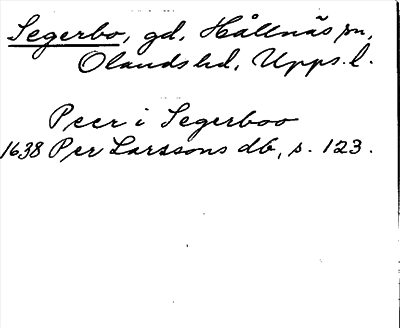 Segerbo, gd, Hållnäs sn,
Olands hd, Upps. l.
Peer i Segerboo
1638 Per Larssons db, s. 123.